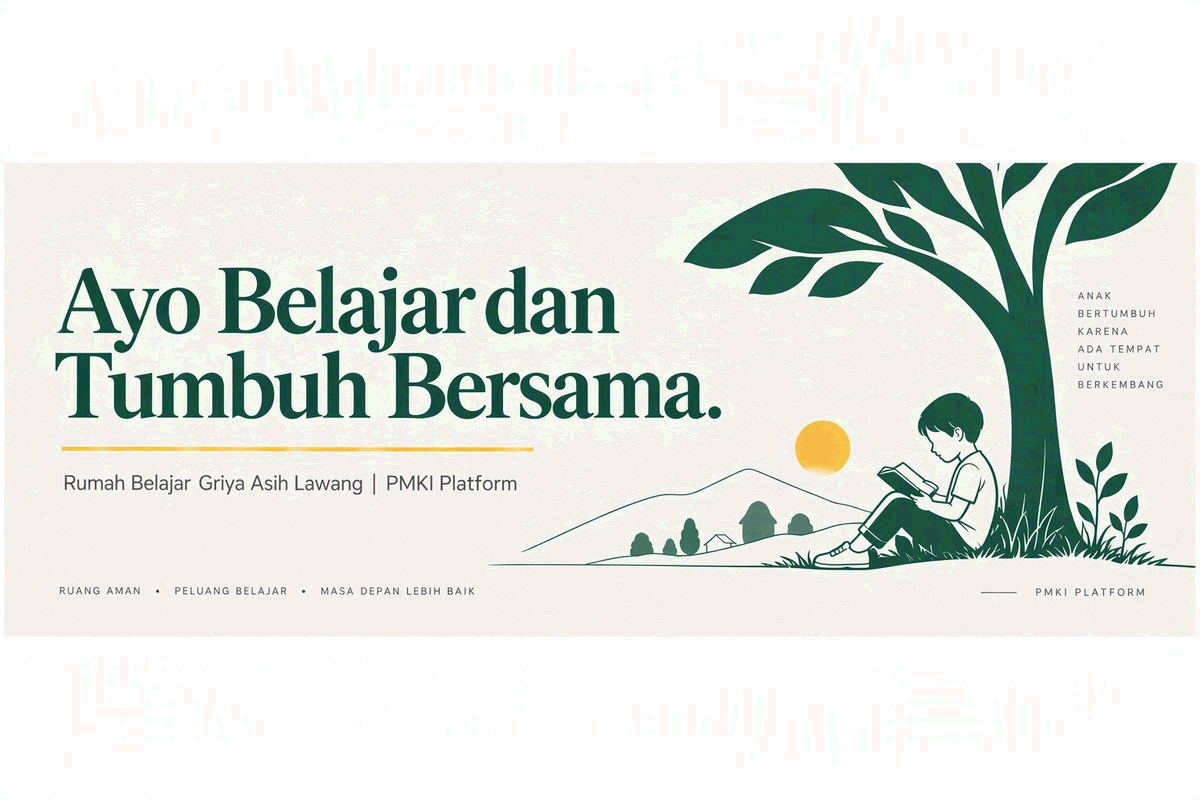 Ayo Belajar dan
Tumbuh Bersama.
Rumah Belajar Griya Asih Lawang | PMKI Platform
RUANG AMAN • PELUANG BELAJAR • MASA DEPAN LEBIH BAIK
ANAK
BERTUMBUH
KARENA
ADA TEMPAT
UNTUK
BERKEMBANG
PMKI PLATFORM